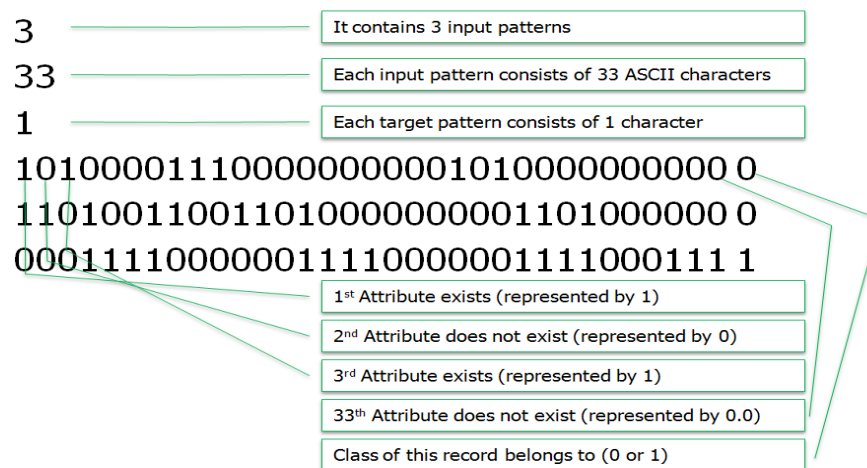 3
It contains 3 input patterns
33
Each input pattern consists of 33 ASCII characters
1
Each target pattern consists of 1 character
101000011100000000001010000000000 0
110100110011010000000001101000000 0
000111100000011110000001111000111 1
1st Attribute exists (represented by 1)
2nd Attribute does not exist (represented by 0)
3rd Attribute exists (represented by 1)
33th Attribute does not exist (represented by 0.0)
Class of this record belongs to (0 or 1)